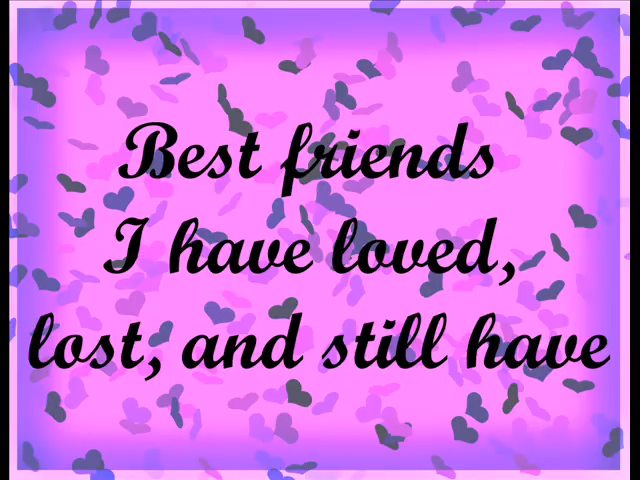 Best friends
I have loved,
lost, and still have